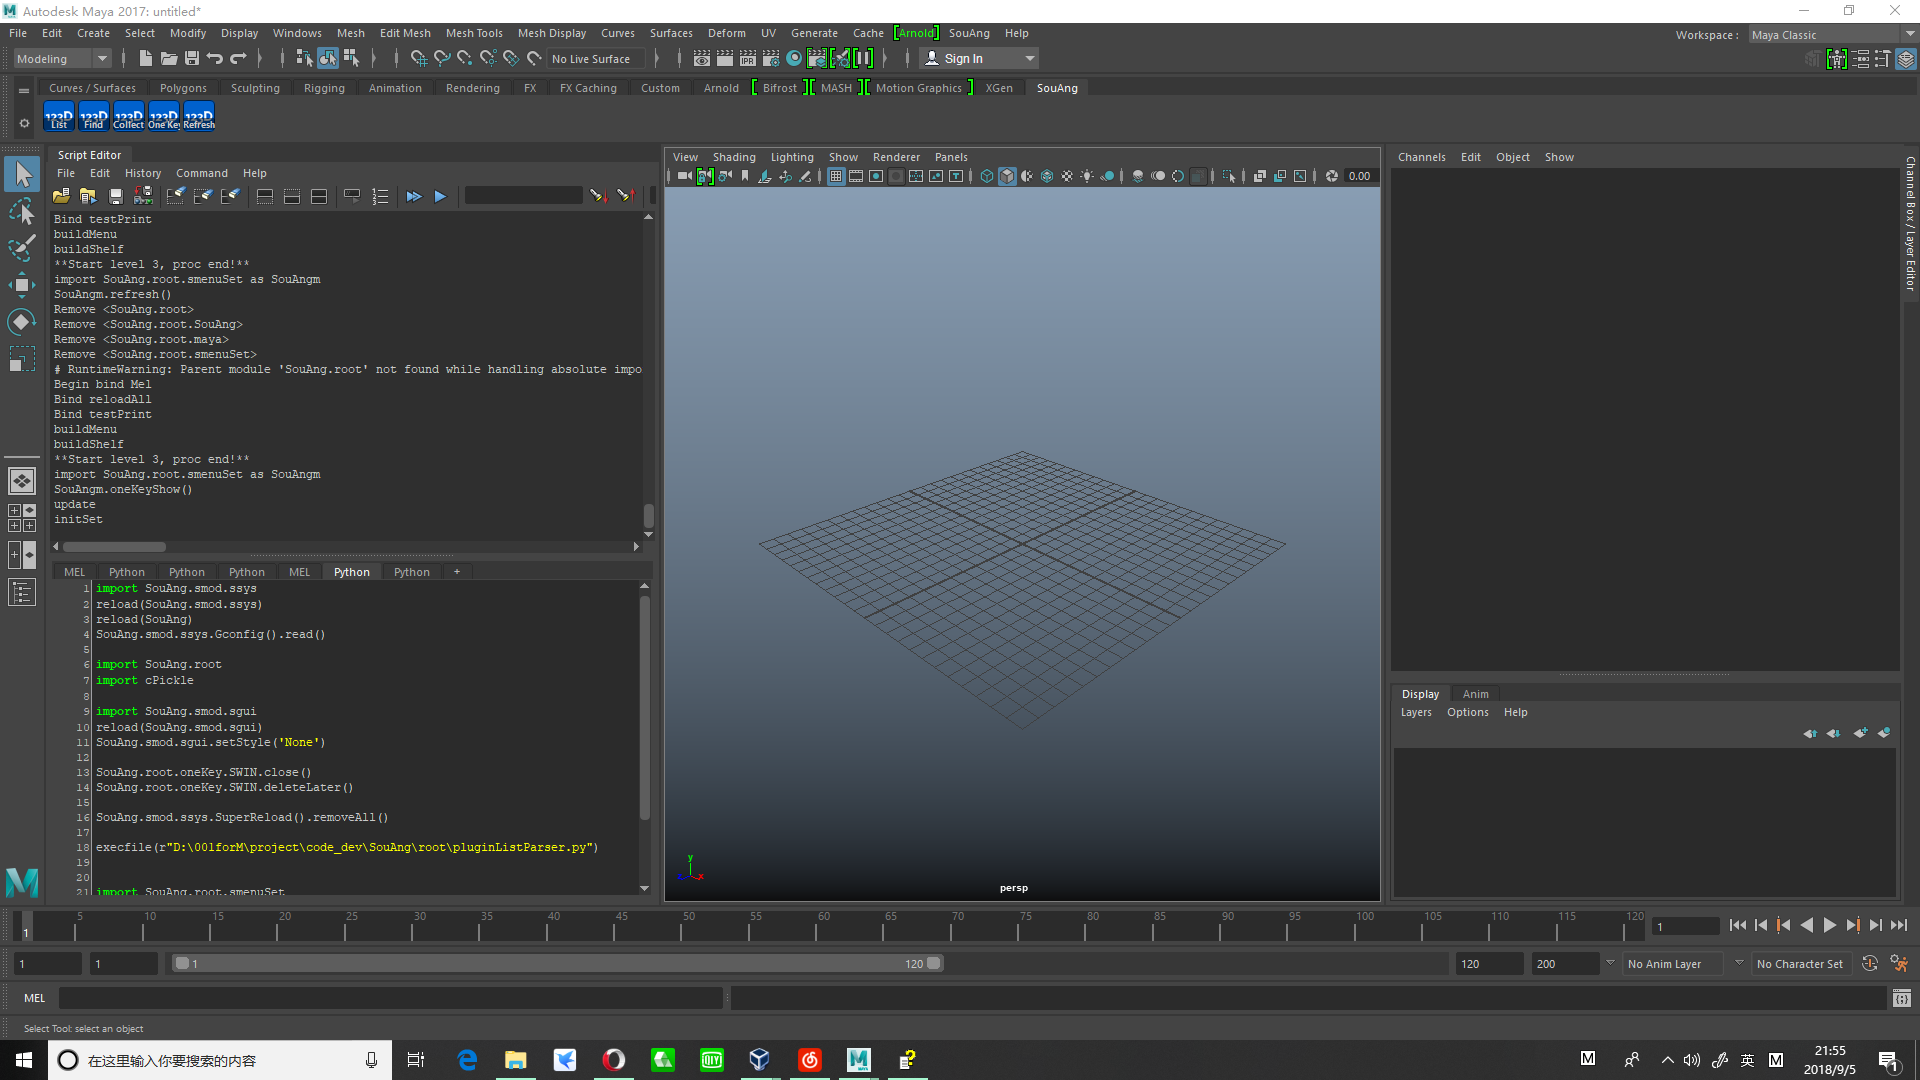 Autodesk Maya 2017: untitled*
File Edit Create Select Modify Display Windows Mesh Edit Mesh Mesh Tools Mesh Display Curves Surfaces Deform UV Generate Cache [Arnold] SouAng Help
Workspace : Maya Classic
Modeling
No Live Surface
Sign In
Curves / Surfaces Polygons Sculpting Rigging Animation Rendering FX FX Caching Custom Arnold Bifrost MASH Motion Graphics XGen SouAng
List Find Collect One Key Refresh
Script Editor
File Edit History Command Help
Bind testPrint
buildMenu
buildShelf
**Start level 3, proc end!**
import SouAng.root.smenuSet as SouAngm
SouAngm.refresh()
Remove <SouAng.root>
Remove <SouAng.root.SouAng>
Remove <SouAng.root.maya>
Remove <SouAng.root.smenuSet>
# RuntimeWarning: Parent module 'SouAng.root' not found while handling absolute impo
Begin bind Mel
Bind reloadAll
Bind testPrint
buildMenu
buildShelf
**Start level 3, proc end!**
import SouAng.root.smenuSet as SouAngm
SouAngm.oneKeyShow()
update
initSet
MEL Python Python Python MEL Python Python +
1 import SouAng.smod.ssys
2 reload(SouAng.smod.ssys)
3 reload(SouAng)
4 SouAng.smod.ssys.Gconfig().read()
5
6 import SouAng.root
7 import cPickle
8
9 import SouAng.smod.sgui
10 reload(SouAng.smod.sgui)
11 SouAng.smod.sgui.setStyle('None')
12
13 SouAng.root.oneKey.SWIN.close()
14 SouAng.root.oneKey.SWIN.deleteLater()
15
16 SouAng.smod.ssys.SuperReload().removeAll()
17
18 execfile(r"D:\001forM\project\code_dev\SouAng\root\pluginListParser.py")
19
20
21 import SouAng.root.smenuSet
View Shading Lighting Show Renderer Panels
0.00
y
x
persp
Channels Edit Object Show
Channel Box / Layer Editor
Display Anim
Layers Options Help
5 10 15 20 25 30 35 40 45 50 55 60 65 70 75 80 85 90 95 100 105 110 115 120
1
1
1 1 1 120 120 200 No Anim Layer No Character Set
MEL
Select Tool: select an object
在这里输入你要搜索的内容
英
21:55
2018/9/5
1